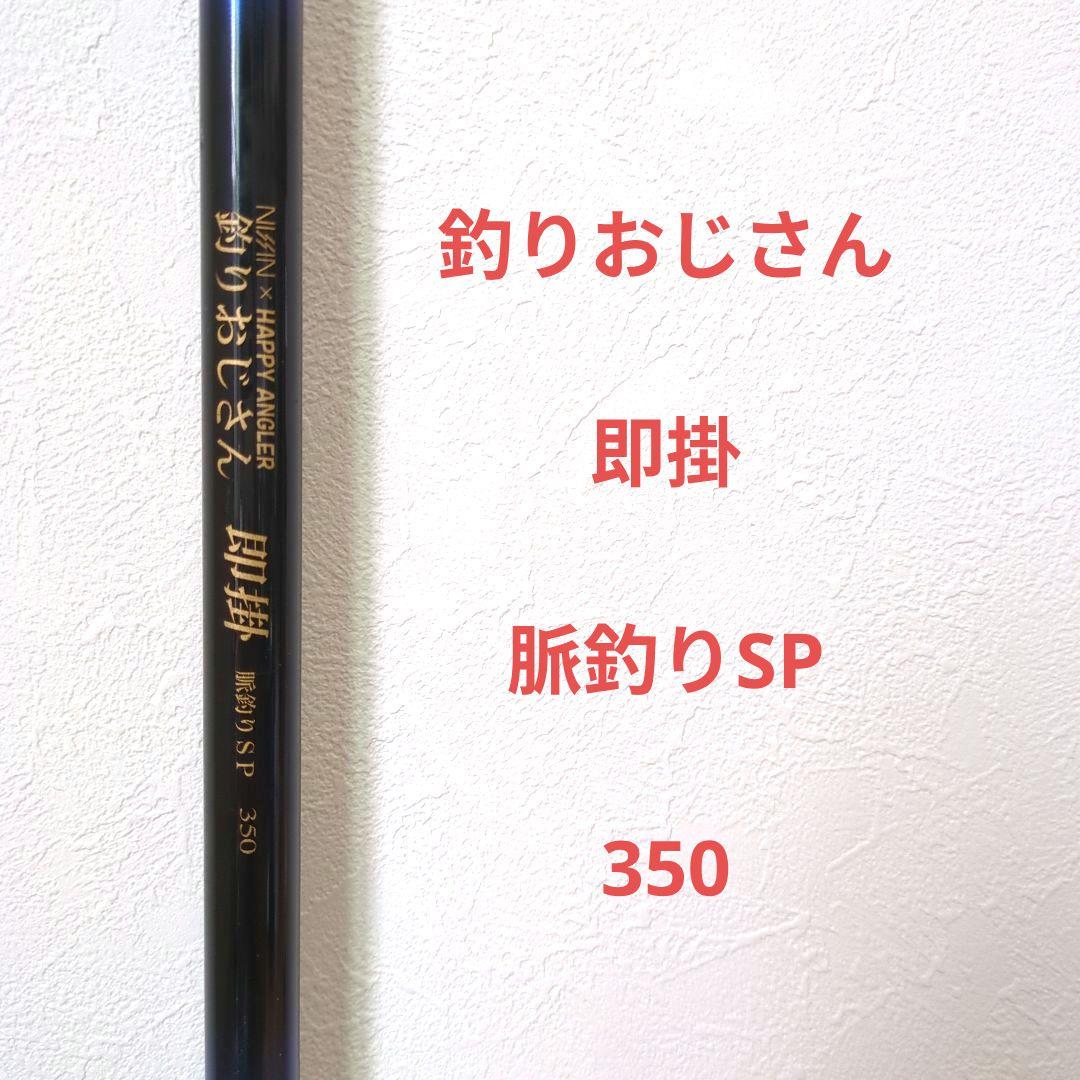 NISSIN × HAPPY ANGLER
釣りおじさん 即掛 脈釣りSP 350
釣りおじさん
即掛
脈釣りSP
350